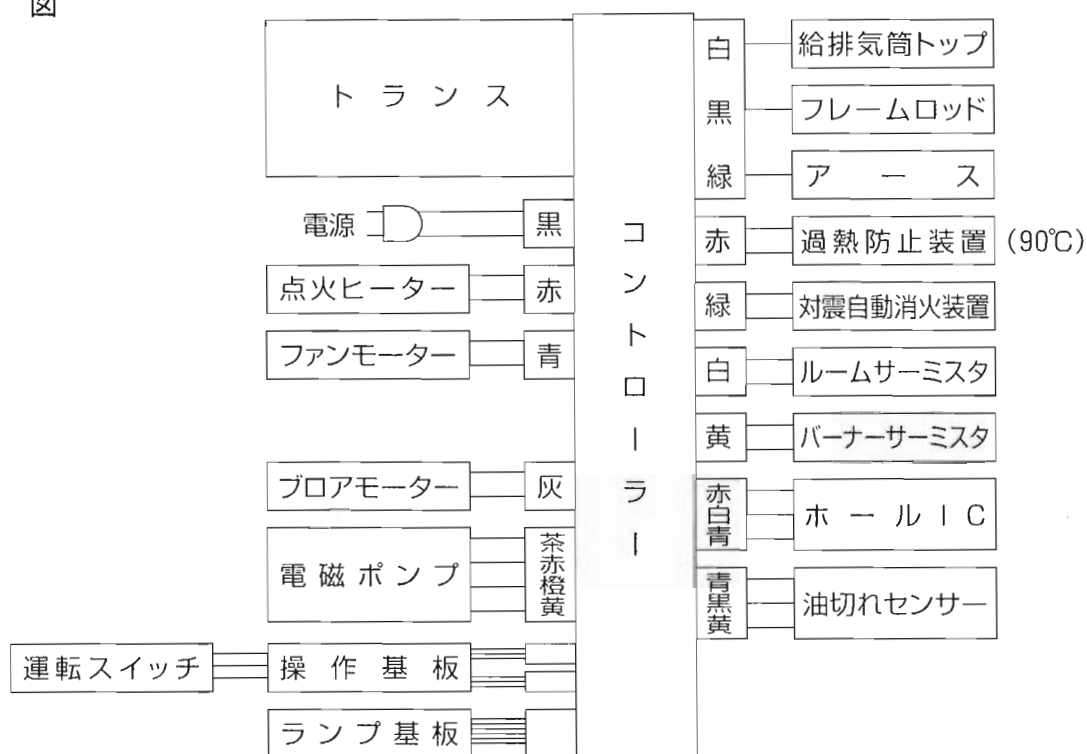 図
トランス
電源
黒
点火ヒーター
赤
ファンモーター
青
ブロアモーター
灰
電磁ポンプ
茶
赤
橙
黄
運転スイッチ
操作基板
ランプ基板
コントローラー
白
給排気筒トップ
黒
フレームロッド
緑
アース
赤
過熱防止装置
(90℃)
緑
対震自動消火装置
白
ルームサーミスタ
黄
バーナーサーミスタ
赤
白
青
ホールIC
青
黒
黄
油切れセンサー